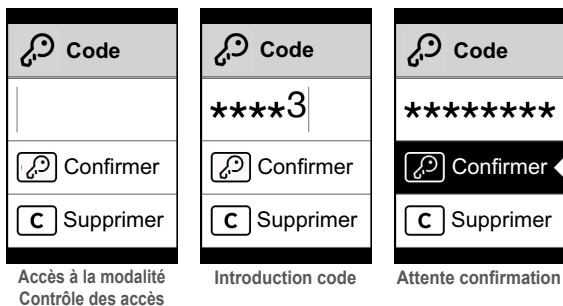 Code
Confirmer
C Supprimer
Accès à la modalité
Contrôle des accès
Code
****3
Confirmer
C Supprimer
Introduction code
Code
********
Confirmer
C Supprimer
Attente confirmation